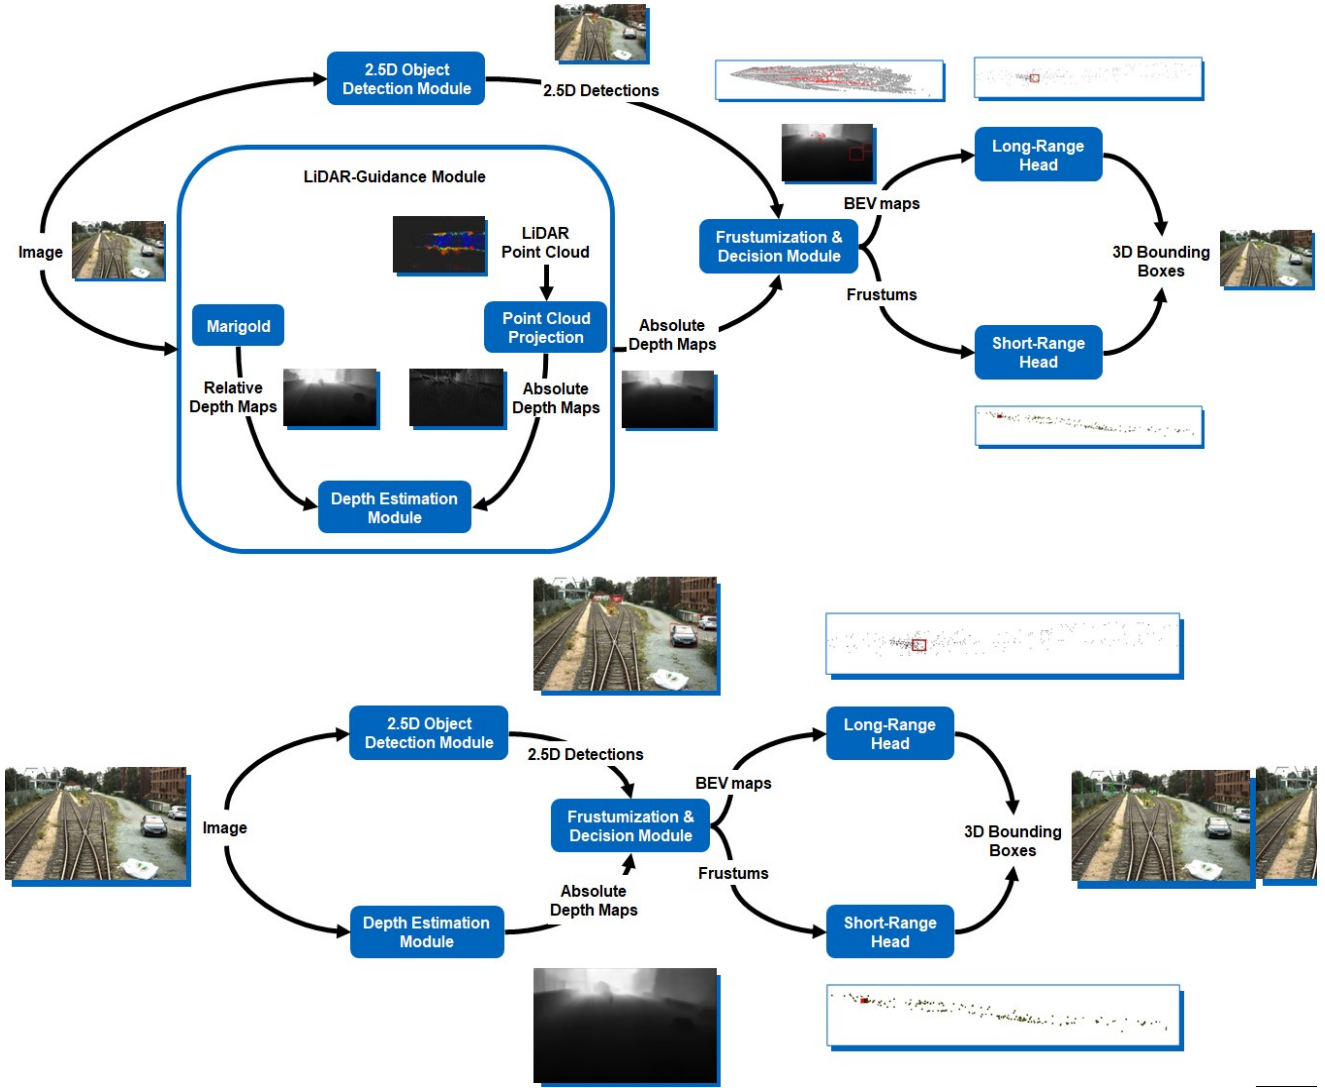 2.5D Object
Detection Module
2.5D Detections
LiDAR-Guidance Module
Long-Range
Head
BEV maps
Image
LiDAR
Point Cloud
Frustumization &
Decision Module
3D Bounding
Boxes
Frustums
Marigold
Point Cloud
Projection
Absolute
Depth Maps
Short-Range
Head
Relative
Depth Maps
Absolute
Depth Maps
Depth Estimation
Module
2.5D Object
Detection Module
2.5D Detections
Long-Range
Head
BEV maps
Image
Frustumization &
Decision Module
3D Bounding
Boxes
Frustums
Absolute
Depth Maps
Depth Estimation
Module
Short-Range
Head